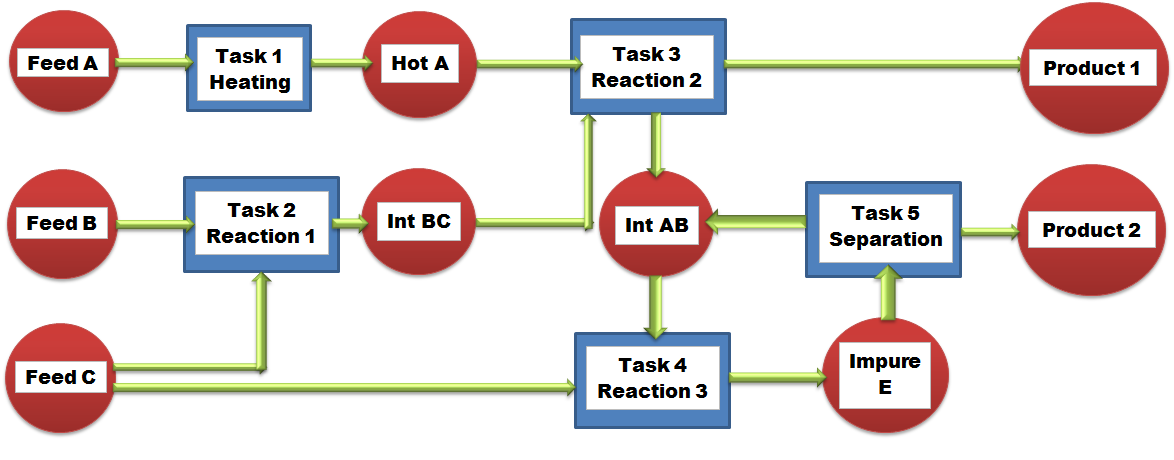 Feed A
Task 1
Heating
Hot A
Task 3
Reaction 2
Product 1
Feed B
Task 2
Reaction 1
Int BC
Int AB
Task 5
Separation
Product 2
Feed C
Task 4
Reaction 3
Impure
E